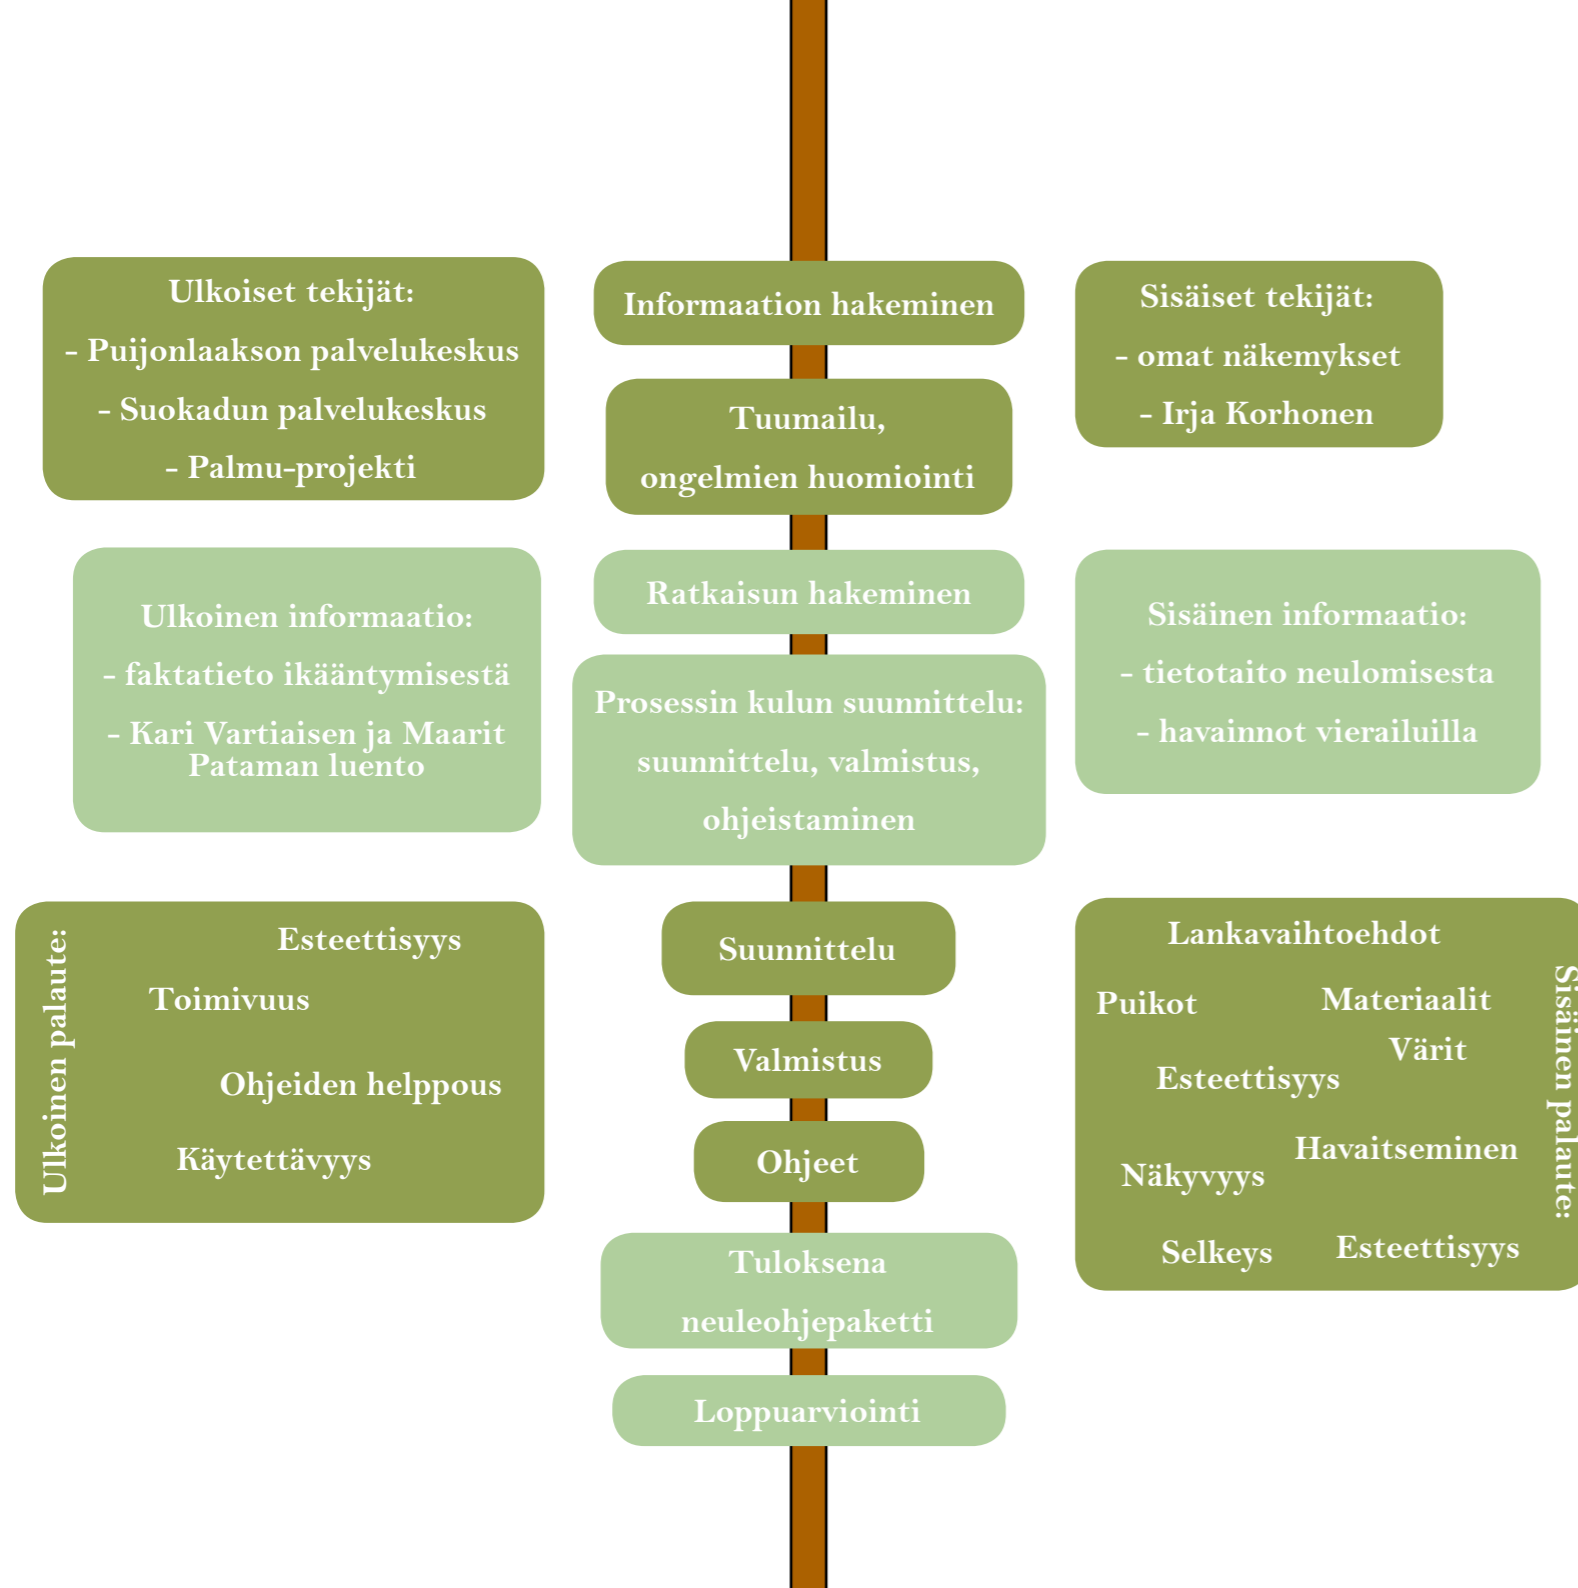 Ulkoiset tekijät:
- Puijonlaakson palvelukeskus
- Suokadun palvelukeskus
- Palmu-projekti
Informaation hakeminen
Tuumailu,
ongelmien huomiointi
Sisäiset tekijät:
- omat näkemykset
- Irja Korhonen
Ulkoinen informaatio:
- faktatieto ikääntymisestä
- Kari Vartiaisen ja Maarit
Pataman luento
Ratkaisun hakeminen
Prosessin kulun suunnittelu:
suunnittelu, valmistus,
ohjeistaminen
Sisäinen informaatio:
- tietotaito neulomisesta
- havainnot vierailuilla
Ulkoinen palaute:
Esteettisyys
Toimivuus
Ohjeiden helppous
Käytettävyys
Suunnittelu
Valmistus
Ohjeet
Sisäinen palaute:
Lankavaihtoehdot
Puikot
Materiaalit
Värit
Esteettisyys
Havaitseminen
Näkyvyys
Selkeys
Esteettisyys
Tuloksena
neuleohjepaketti
Loppuarviointi